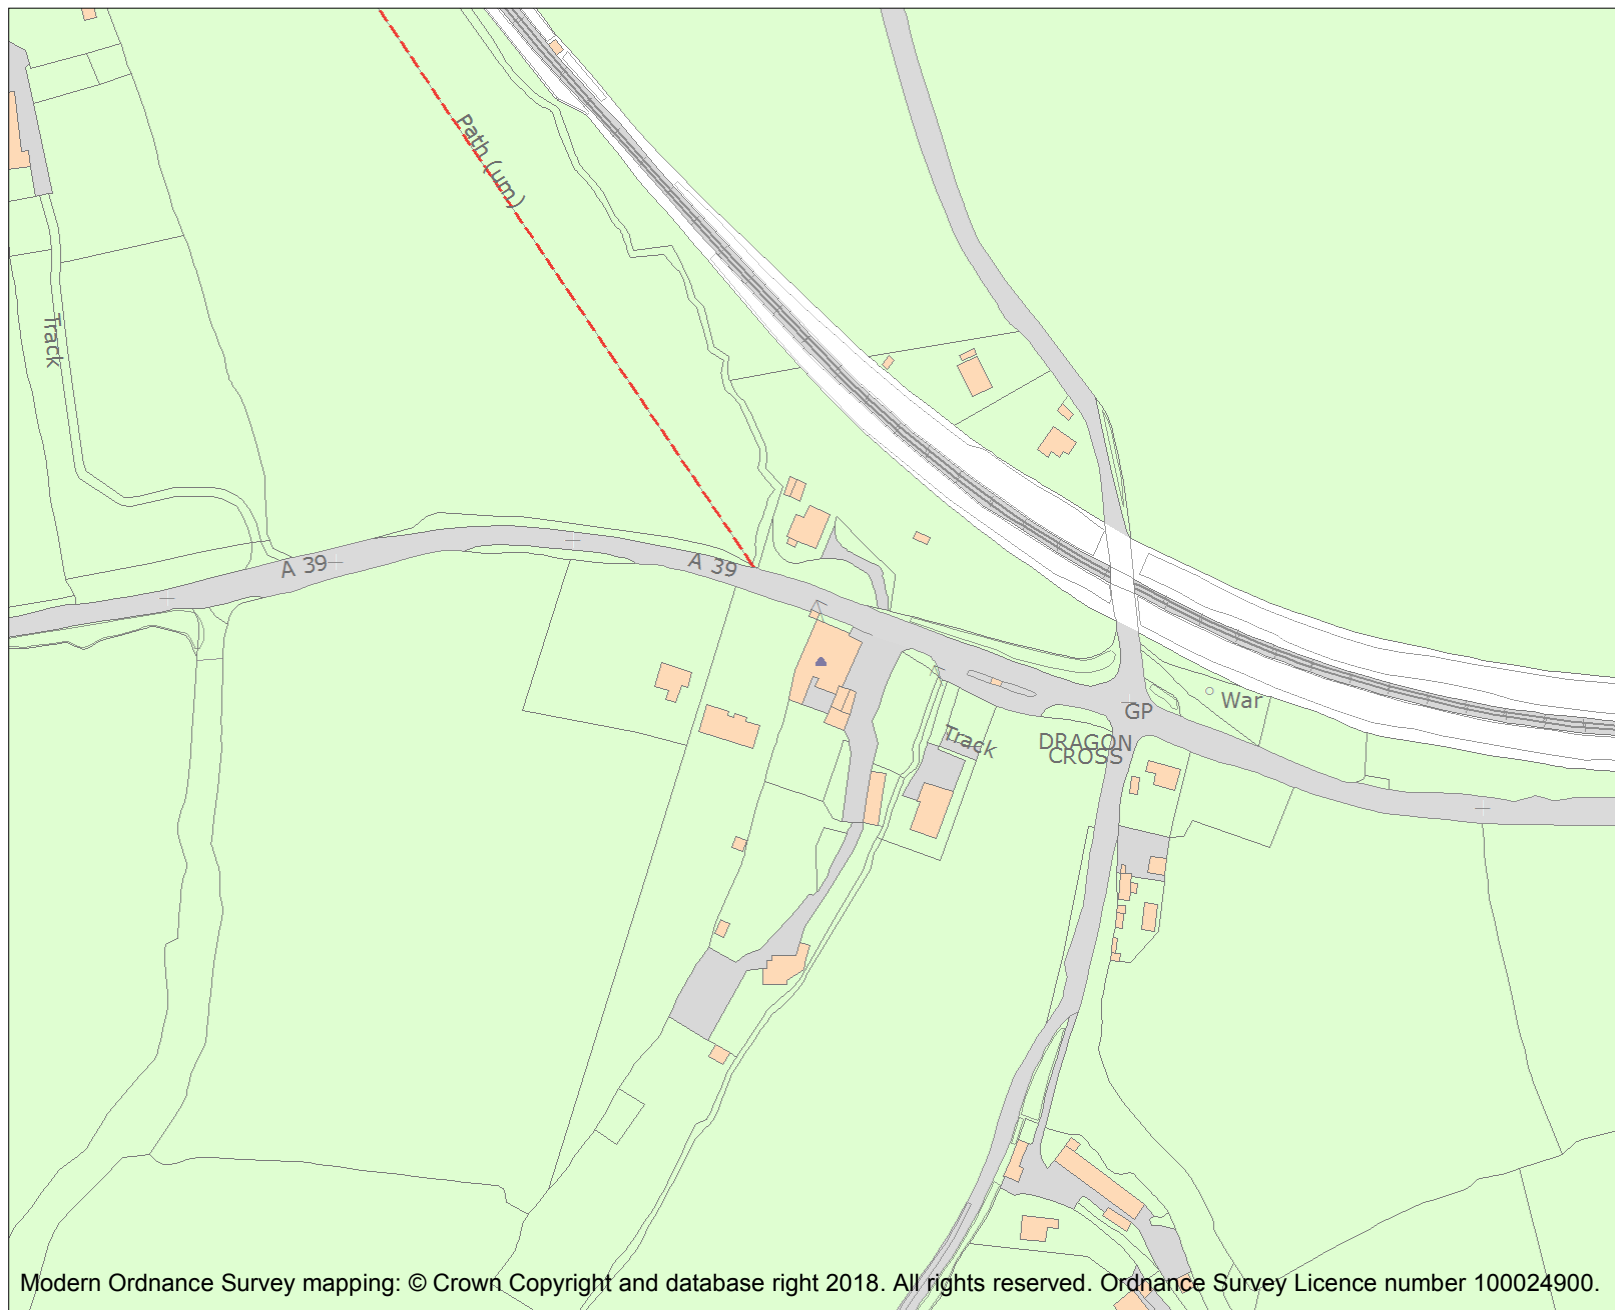 Path (um)
Track
A 39
A 39
War
GP
DRAGON
CROSS
Track
Modern Ordnance Survey mapping: © Crown Copyright and database right 2018. All rights reserved. Ordnance Survey Licence number 100024900.